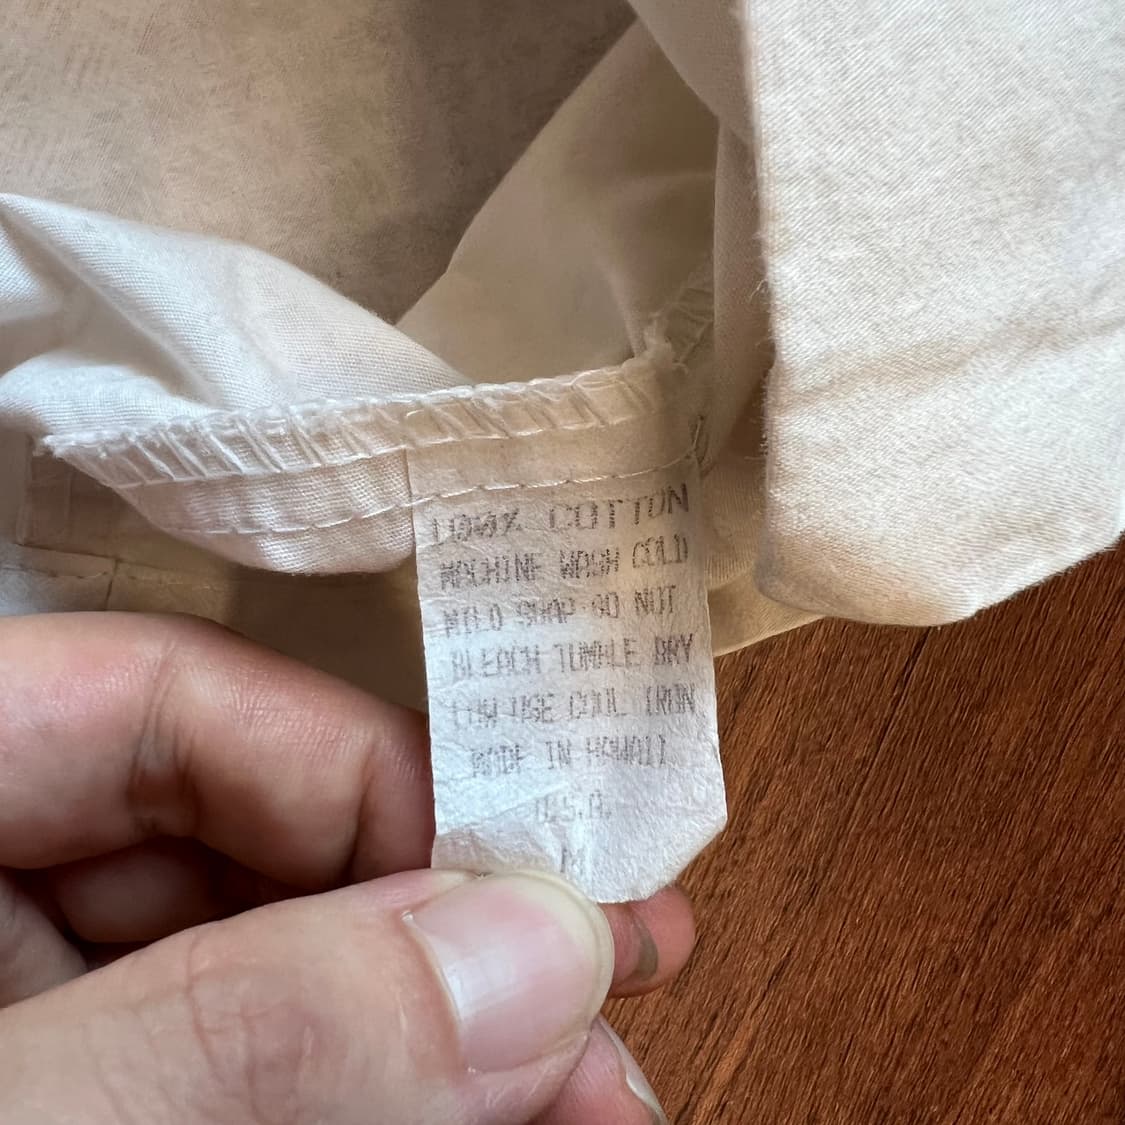 100% COTTON
MACHINE WASH COLD
MILD SOAP DO NOT
BLEACH TUMBLE DRY
LOW USE COOL IRON
MADE IN HAWAII
U.S.A.
M